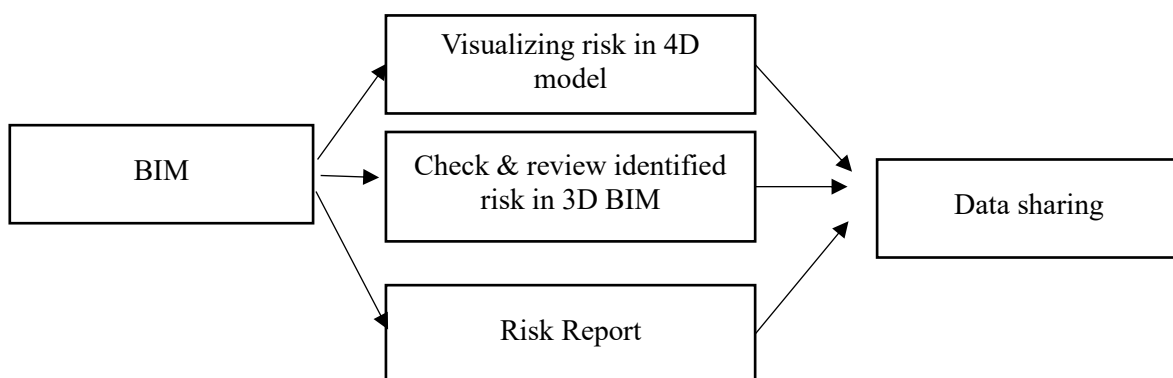 BIM
Visualizing risk in 4D
model
Check & review identified
risk in 3D BIM
Risk Report
Data sharing